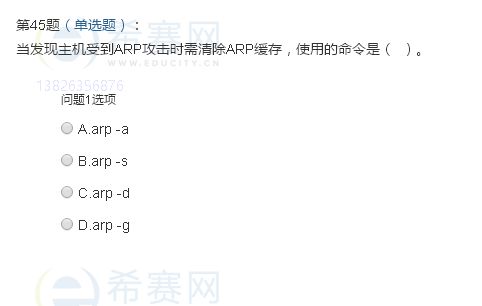 第45题（单选题）：
当发现主机受到ARP攻击时需清除ARP缓存，使用的命令是（ ）。
希赛网
WWW.EDUCITY.CN
13826356876
问题1选项
A.arp -a
B.arp -s
C.arp -d
D.arp -g
希赛网